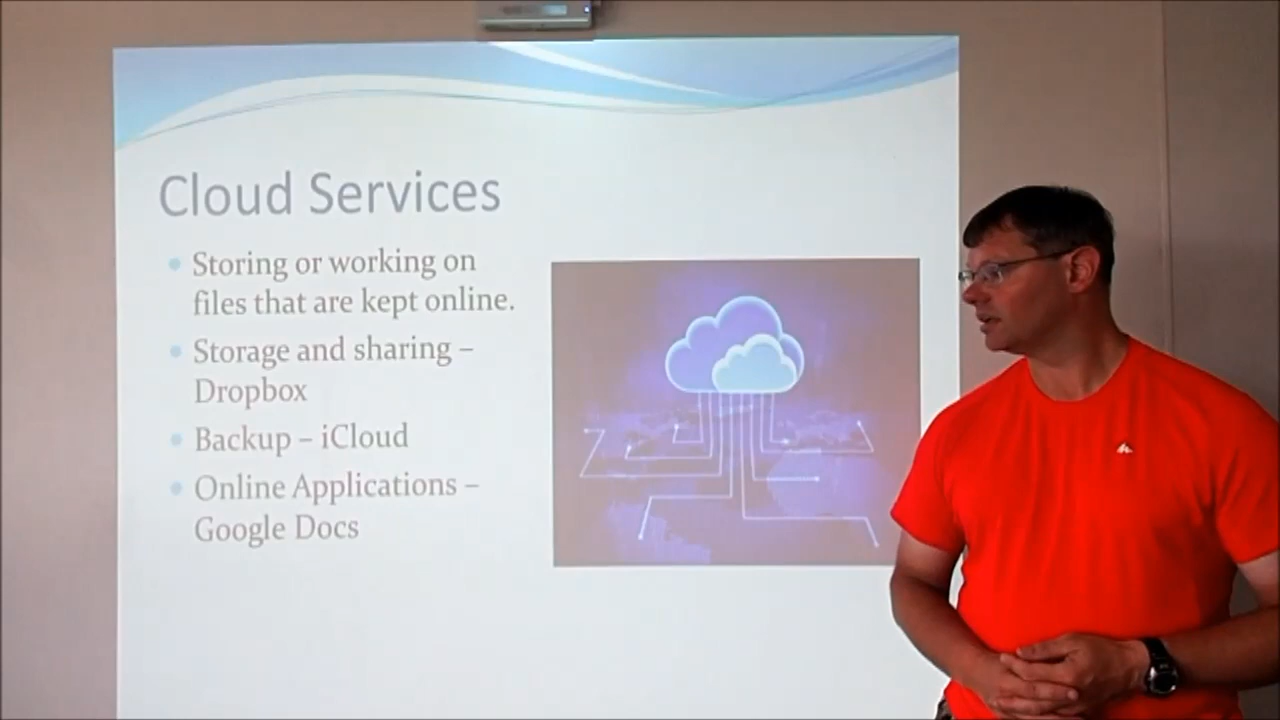 Cloud Services
Storing or working on
files that are kept online.
Storage and sharing –
Dropbox
Backup – iCloud
Online Applications –
Google Docs